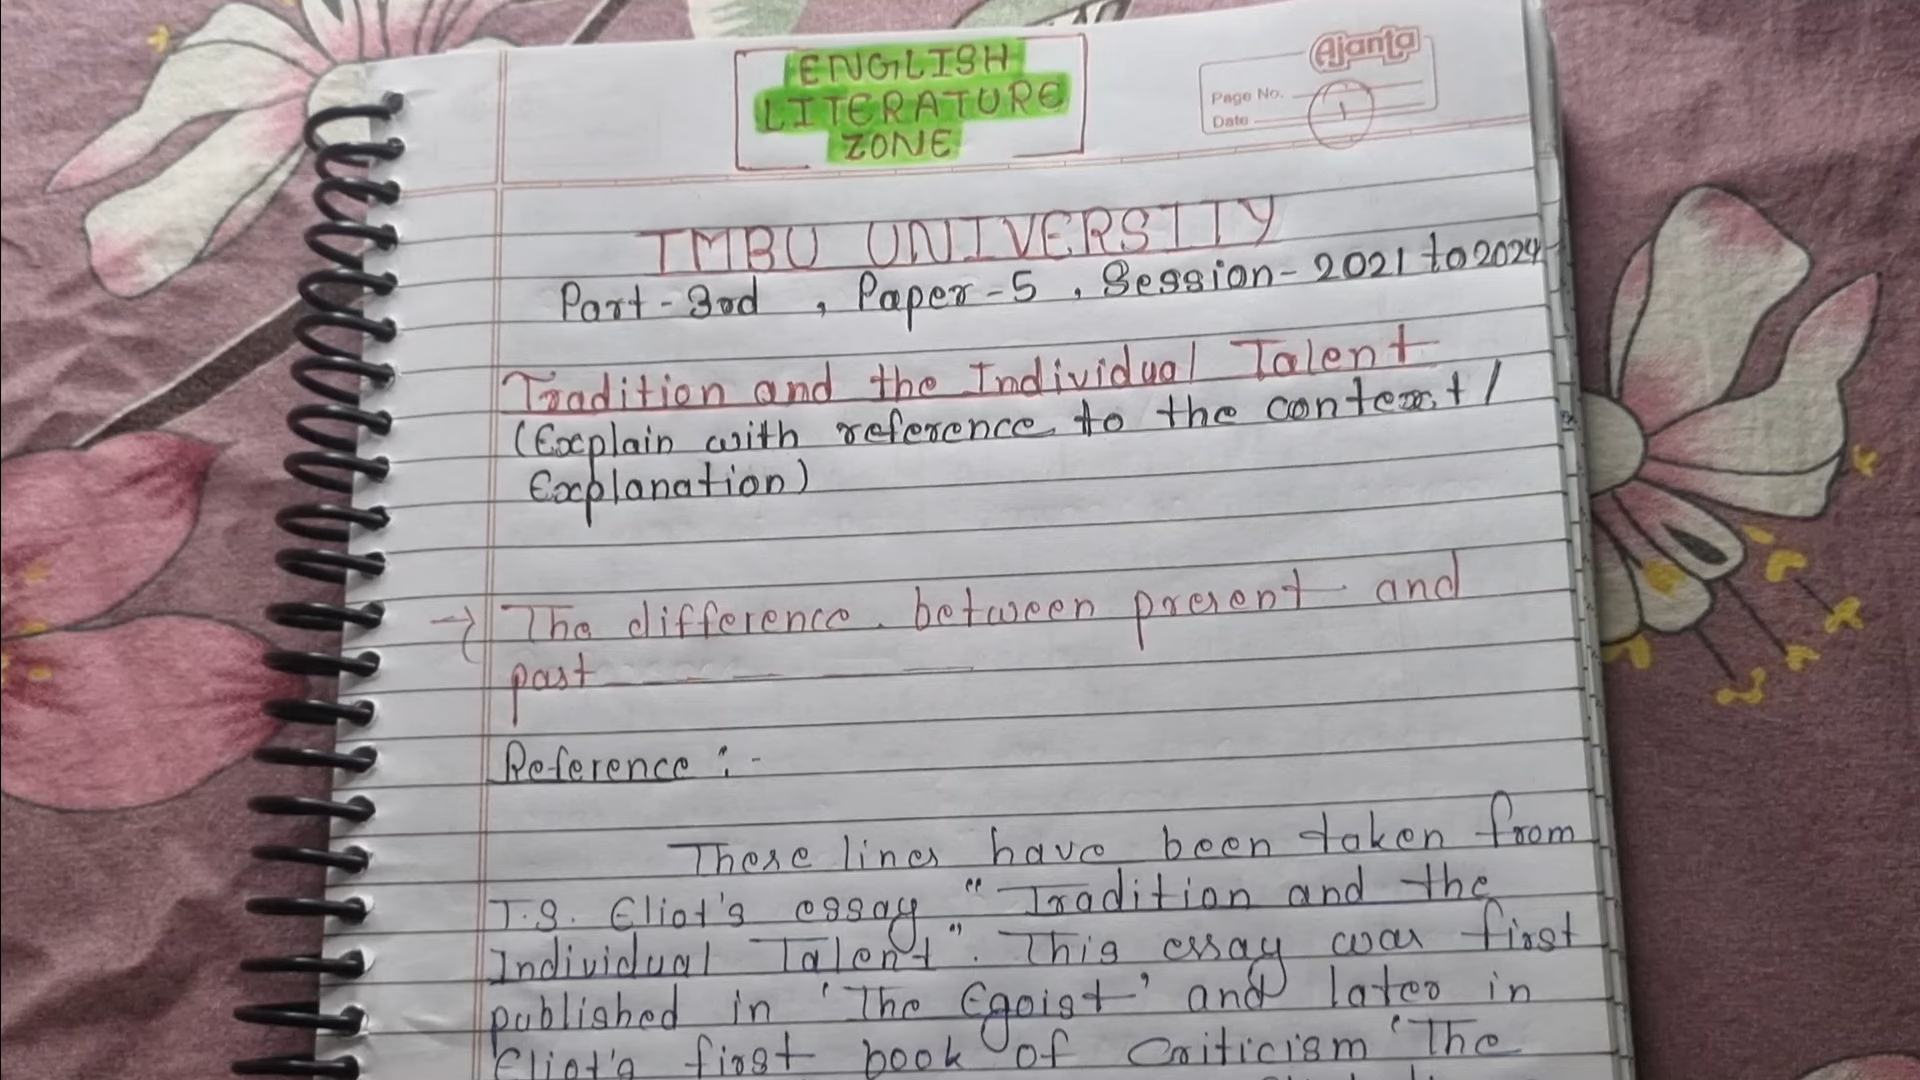 ENGLISH
LITERATURE
ZONE
Ajanta
Page No. 1
Date
TMBU UNIVERSITY
Part-3rd, Paper-5, Session-2021 to 2024
Tradition and the Individual Talent
(Explain with reference to the context/
Explanation)
→ The difference between present and
past
Reference :-
These lines have been taken from
T.S. Eliot's essay "Tradition and the
Individual Talent". This essay was first
published in 'The Egoist' and later in
Eliot's first book of Criticism 'The